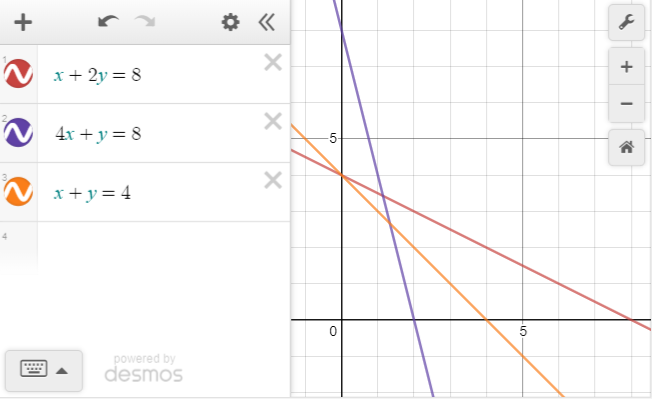 1
x + 2y = 8
2
4x + y = 8
3
x + y = 4
4
powered by
desmos
5
0
5